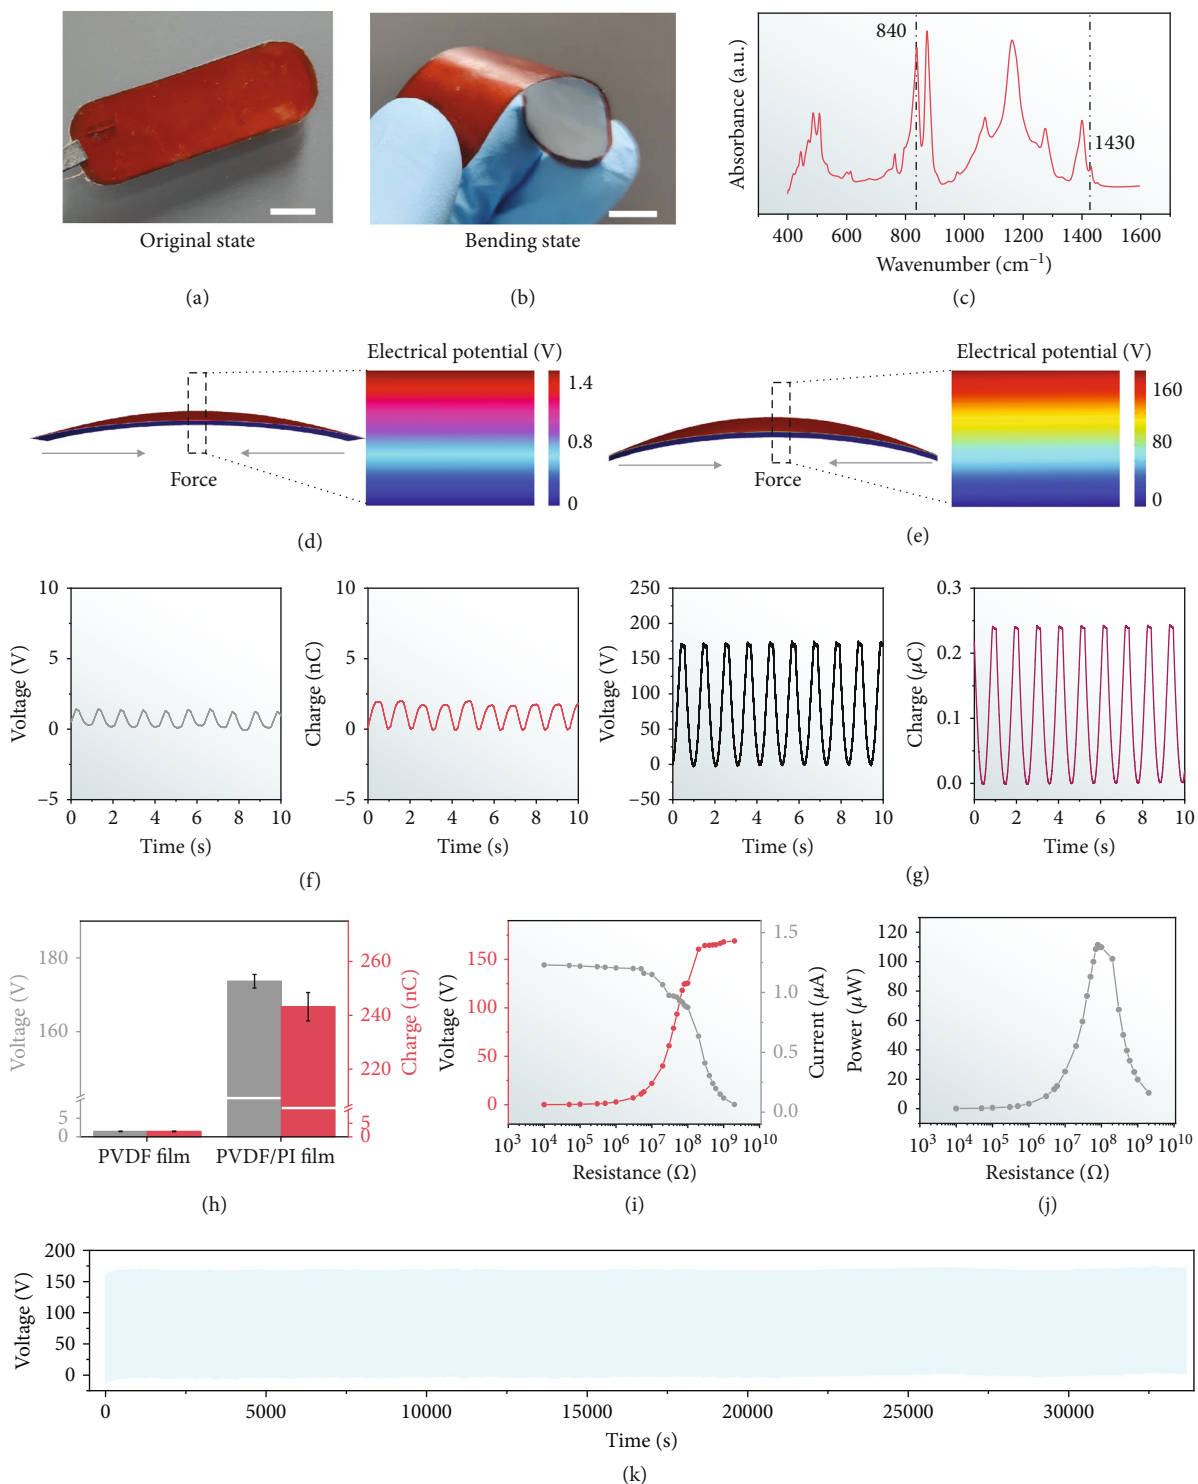 Original state
(a)
Bending state
(b)
840
1430
Absorbance (a.u.)
400 600 800 1000 1200 1400 1600
Wavenumber (cm⁻¹)
(c)
Electrical potential (V)
1.4
0.8
0
Force
(d)
Electrical potential (V)
160
80
0
Force
(e)
10
5
0
−5
Voltage (V)
0 2 4 6 8 10
Time (s)
10
5
0
−5
Charge (nC)
0 2 4 6 8 10
Time (s)
(f)
250
200
150
100
50
0
−50
Voltage (V)
0 2 4 6 8 10
Time (s)
0.3
0.2
0.1
0.0
Charge (μC)
0 2 4 6 8 10
Time (s)
(g)
180
160
5
0
Voltage (V)
260
240
220
5
0
Charge (nC)
PVDF film PVDF/PI film
(h)
150
100
50
0
Voltage (V)
1.5
1.0
0.5
0.0
Current (μA)
10³ 10⁴ 10⁵ 10⁶ 10⁷ 10⁸ 10⁹ 10¹⁰
Resistance (Ω)
(i)
120
100
80
60
40
20
0
Power (μW)
10³ 10⁴ 10⁵ 10⁶ 10⁷ 10⁸ 10⁹ 10¹⁰
Resistance (Ω)
(j)
200
150
100
50
0
Voltage (V)
0 5000 10000 15000 20000 25000 30000
Time (s)
(k)